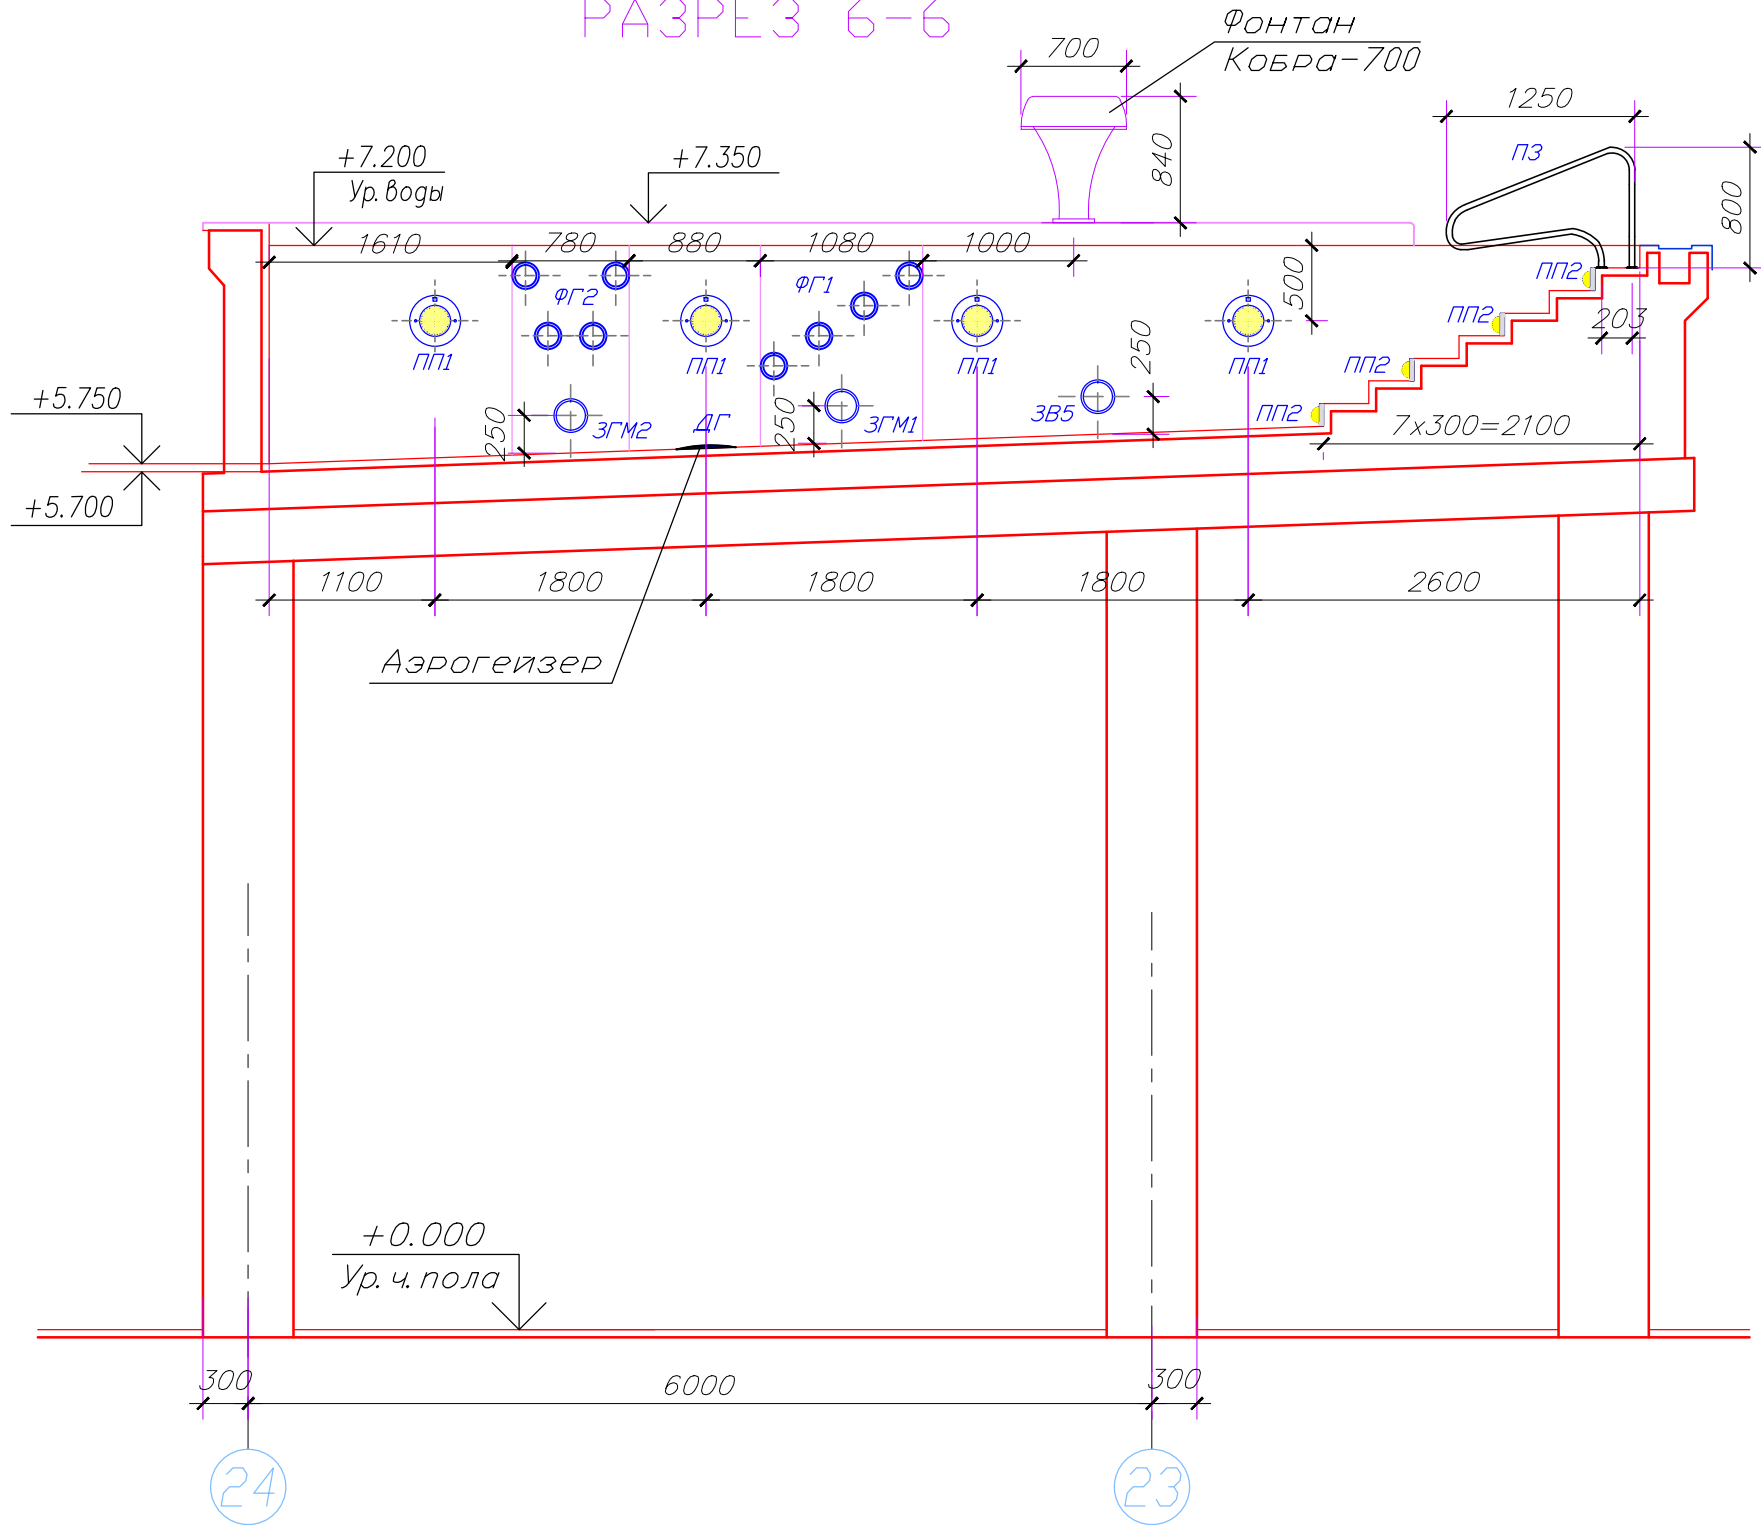 РАЗРЕЗ 6-6
Фонтан
Кобра-700
700
1250
840
П3
800
+7.200
Ур. воды
+7.350
1610
780
880
1080
1000
500
ПП2
ФГ2
ФГ1
ПП2
203
ПП1
ПП1
ПП1
ПП1
250
ПП2
+5.750
250
ЗГМ2
ДГ
250
ЗГМ1
ЗВ5
ПП2
7х300=2100
+5.700
1100
1800
1800
1800
2600
Аэрогейзер
+0.000
Ур. ч. пола
300
6000
300
24
23